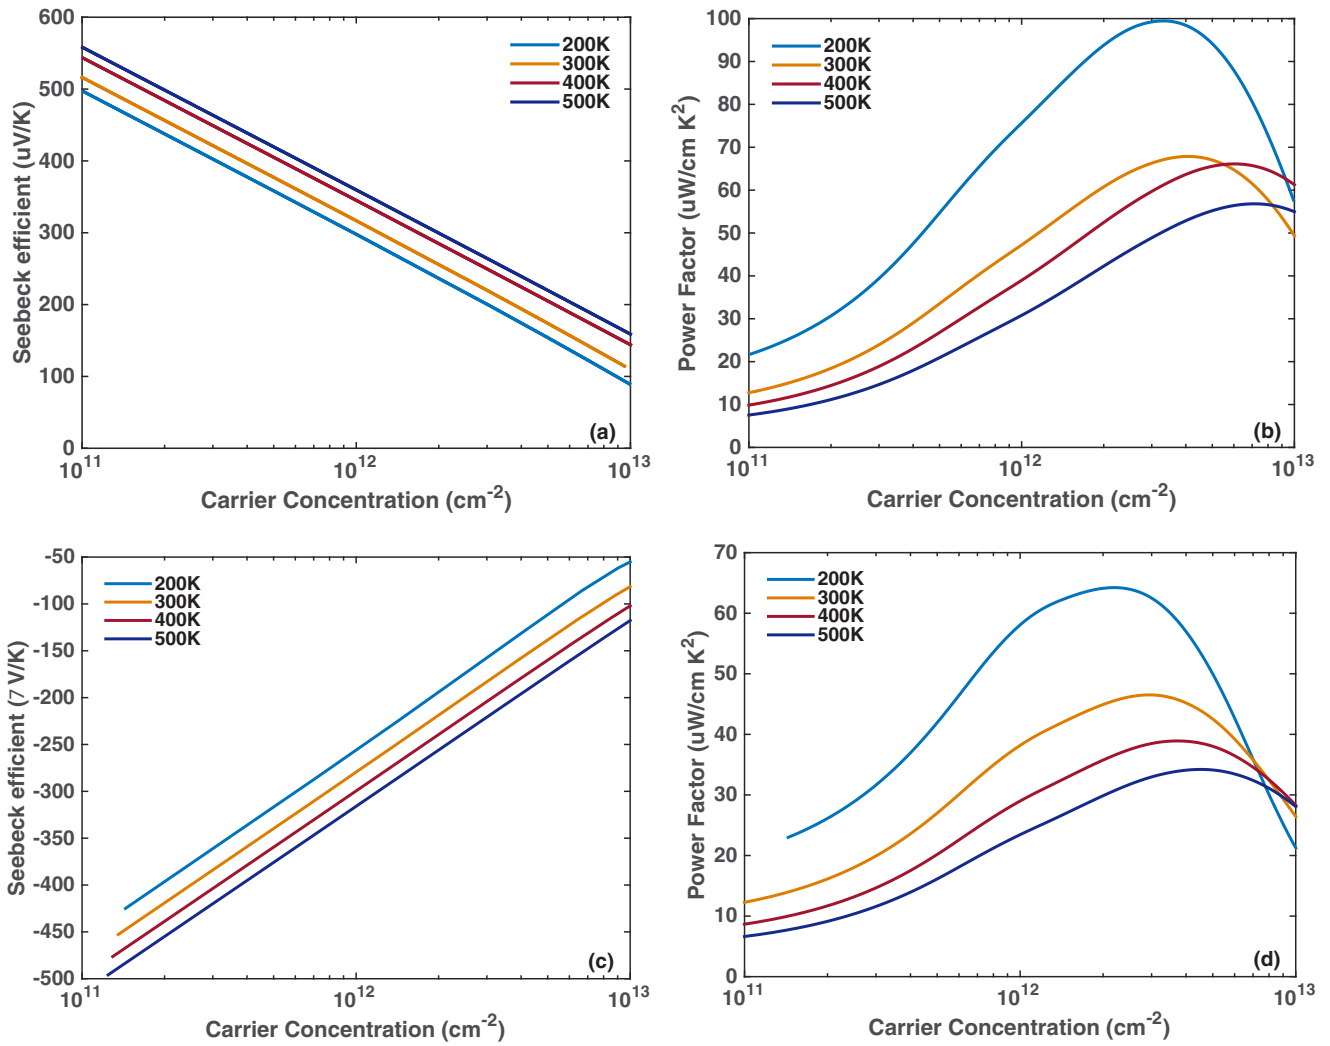 600
500
400
300
200
100
0
Seebeck efficient (uV/K)
200K
300K
400K
500K
(a)
10^11
10^12
10^13
Carrier Concentration (cm^-2)
100
90
80
70
60
50
40
30
20
10
0
Power Factor (uW/cm K^2)
200K
300K
400K
500K
(b)
10^11
10^12
10^13
Carrier Concentration (cm^-2)
-50
-100
-150
-200
-250
-300
-350
-400
-450
-500
Seebeck efficient (7 V/K)
200K
300K
400K
500K
(c)
10^11
10^12
10^13
Carrier Concentration (cm^-2)
70
60
50
40
30
20
10
0
Power Factor (uW/cm K^2)
200K
300K
400K
500K
(d)
10^11
10^12
10^13
Carrier Concentration (cm^-2)